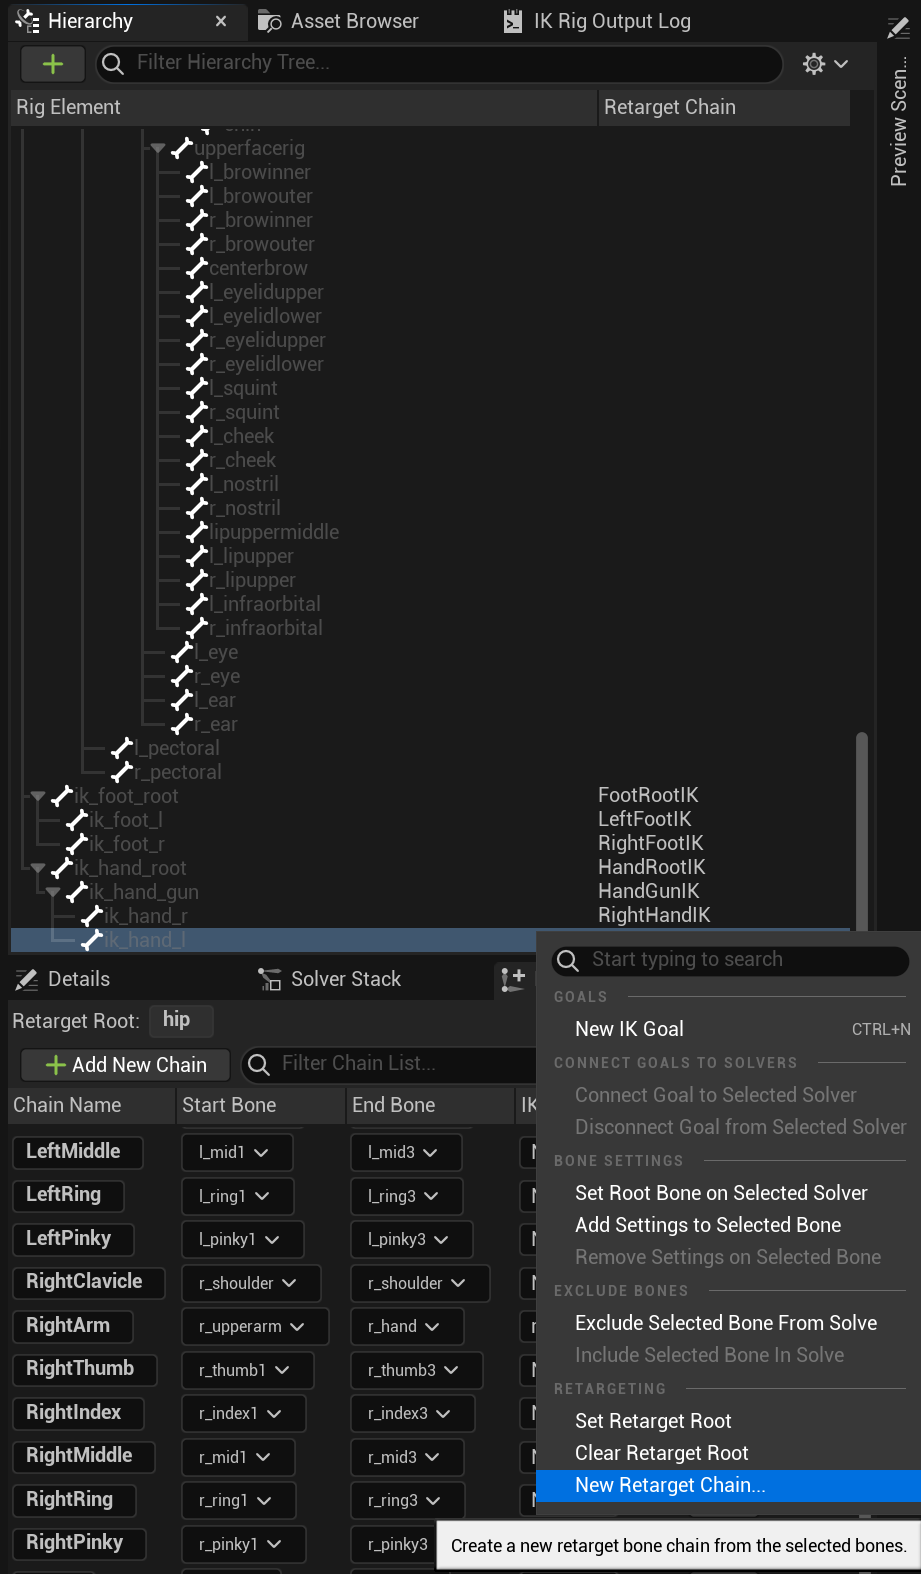 Hierarchy × Asset Browser IK Rig Output Log
Filter Hierarchy Tree...
Preview Scen...
Rig Element Retarget Chain
upperfacerig
l_browinner
l_browouter
r_browinner
r_browouter
centerbrow
l_eyelidupper
l_eyelidlower
r_eyelidupper
r_eyelidlower
l_squint
r_squint
l_cheek
r_cheek
l_nostril
r_nostril
lipuppermiddle
l_lipupper
r_lipupper
l_infraorbital
r_infraorbital
l_eye
r_eye
l_ear
r_ear
l_pectoral
r_pectoral
ik_foot_root FootRootIK
ik_foot_l LeftFootIK
ik_foot_r RightFootIK
ik_hand_root HandRootIK
ik_hand_gun HandGunIK
ik_hand_r RightHandIK
ik_hand_l
Details Solver Stack
Retarget Root: hip
Add New Chain Filter Chain List...
Chain Name Start Bone End Bone IK
LeftMiddle l_mid1 l_mid3
LeftRing l_ring1 l_ring3
LeftPinky l_pinky1 l_pinky3
RightClavicle r_shoulder r_shoulder
RightArm r_upperarm r_hand
RightThumb r_thumb1 r_thumb3
RightIndex r_index1 r_index3
RightMiddle r_mid1 r_mid3
RightRing r_ring1 r_ring3
RightPinky r_pinky1 r_pinky3
Start typing to search
GOALS
New IK Goal CTRL+N
CONNECT GOALS TO SOLVERS
Connect Goal to Selected Solver
Disconnect Goal from Selected Solver
BONE SETTINGS
Set Root Bone on Selected Solver
Add Settings to Selected Bone
Remove Settings on Selected Bone
EXCLUDE BONES
Exclude Selected Bone From Solve
Include Selected Bone In Solve
RETARGETING
Set Retarget Root
Clear Retarget Root
New Retarget Chain...
Create a new retarget bone chain from the selected bones.